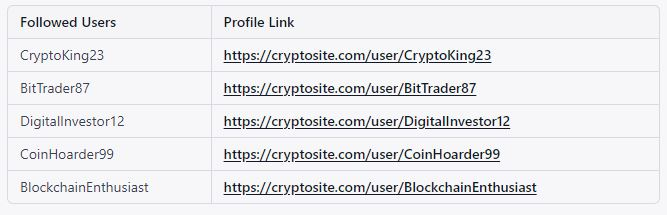 Followed Users Profile Link
CryptoKing23 https://cryptosite.com/user/CryptoKing23
BitTrader87 https://cryptosite.com/user/BitTrader87
DigitalInvestor12 https://cryptosite.com/user/DigitalInvestor12
CoinHoarder99 https://cryptosite.com/user/CoinHoarder99
BlockchainEnthusiast https://cryptosite.com/user/BlockchainEnthusiast